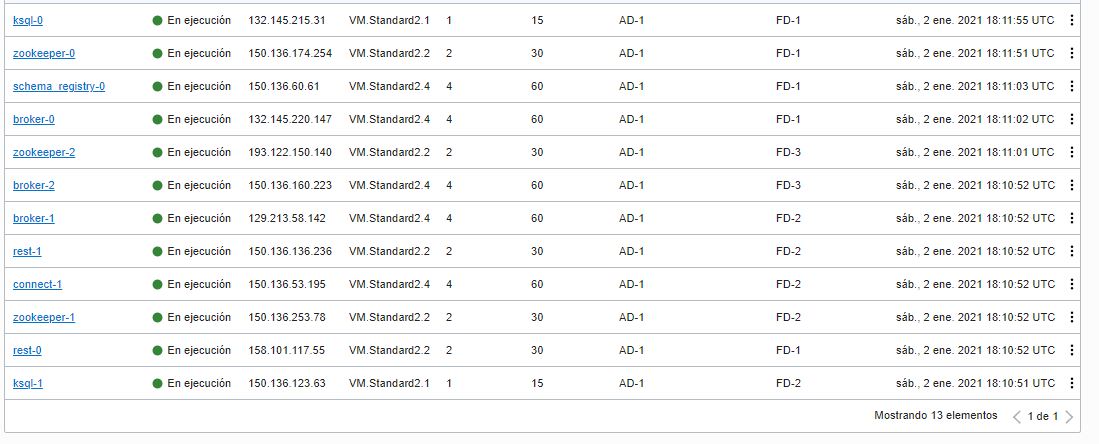 ksql-0 En ejecución 132.145.215.31 VM.Standard2.1 1 15 AD-1 FD-1 sáb., 2 ene. 2021 18:11:55 UTC
zookeeper-0 En ejecución 150.136.174.254 VM.Standard2.2 2 30 AD-1 FD-1 sáb., 2 ene. 2021 18:11:51 UTC
schema_registry-0 En ejecución 150.136.60.61 VM.Standard2.4 4 60 AD-1 FD-1 sáb., 2 ene. 2021 18:11:03 UTC
broker-0 En ejecución 132.145.220.147 VM.Standard2.4 4 60 AD-1 FD-1 sáb., 2 ene. 2021 18:11:02 UTC
zookeeper-2 En ejecución 193.122.150.140 VM.Standard2.2 2 30 AD-1 FD-3 sáb., 2 ene. 2021 18:11:01 UTC
broker-2 En ejecución 150.136.160.223 VM.Standard2.4 4 60 AD-1 FD-3 sáb., 2 ene. 2021 18:10:52 UTC
broker-1 En ejecución 129.213.58.142 VM.Standard2.4 4 60 AD-1 FD-2 sáb., 2 ene. 2021 18:10:52 UTC
rest-1 En ejecución 150.136.136.236 VM.Standard2.2 2 30 AD-1 FD-2 sáb., 2 ene. 2021 18:10:52 UTC
connect-1 En ejecución 150.136.53.195 VM.Standard2.4 4 60 AD-1 FD-2 sáb., 2 ene. 2021 18:10:52 UTC
zookeeper-1 En ejecución 150.136.253.78 VM.Standard2.2 2 30 AD-1 FD-2 sáb., 2 ene. 2021 18:10:52 UTC
rest-0 En ejecución 158.101.117.55 VM.Standard2.2 2 30 AD-1 FD-1 sáb., 2 ene. 2021 18:10:52 UTC
ksql-1 En ejecución 150.136.123.63 VM.Standard2.1 1 15 AD-1 FD-2 sáb., 2 ene. 2021 18:10:51 UTC
Mostrando 13 elementos 1 de 1